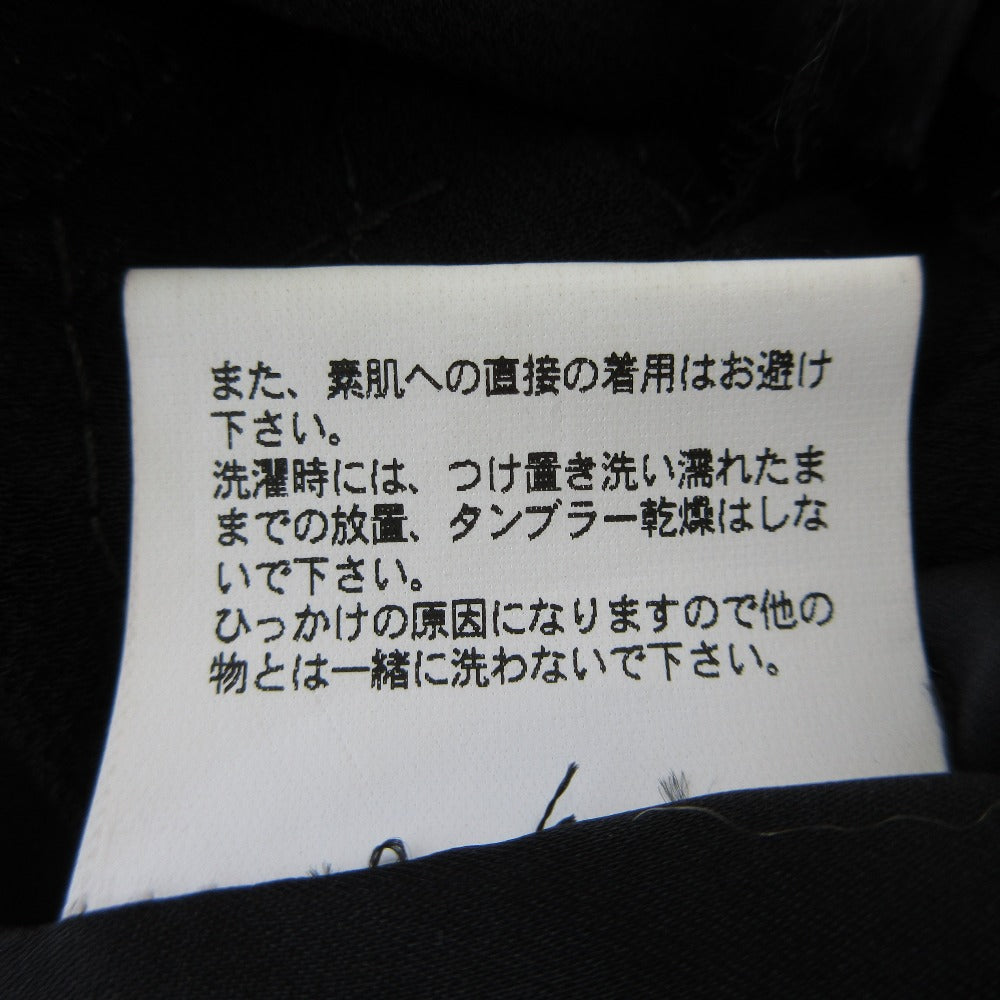 また、素肌への直接の着用はお避け
下さい。
洗濯時には、つけ置き洗い濡れたま
までの放置、タンブラー乾燥はしな
いで下さい。
ひっかけの原因になりますので他の
物とは一緒に洗わないで下さい。